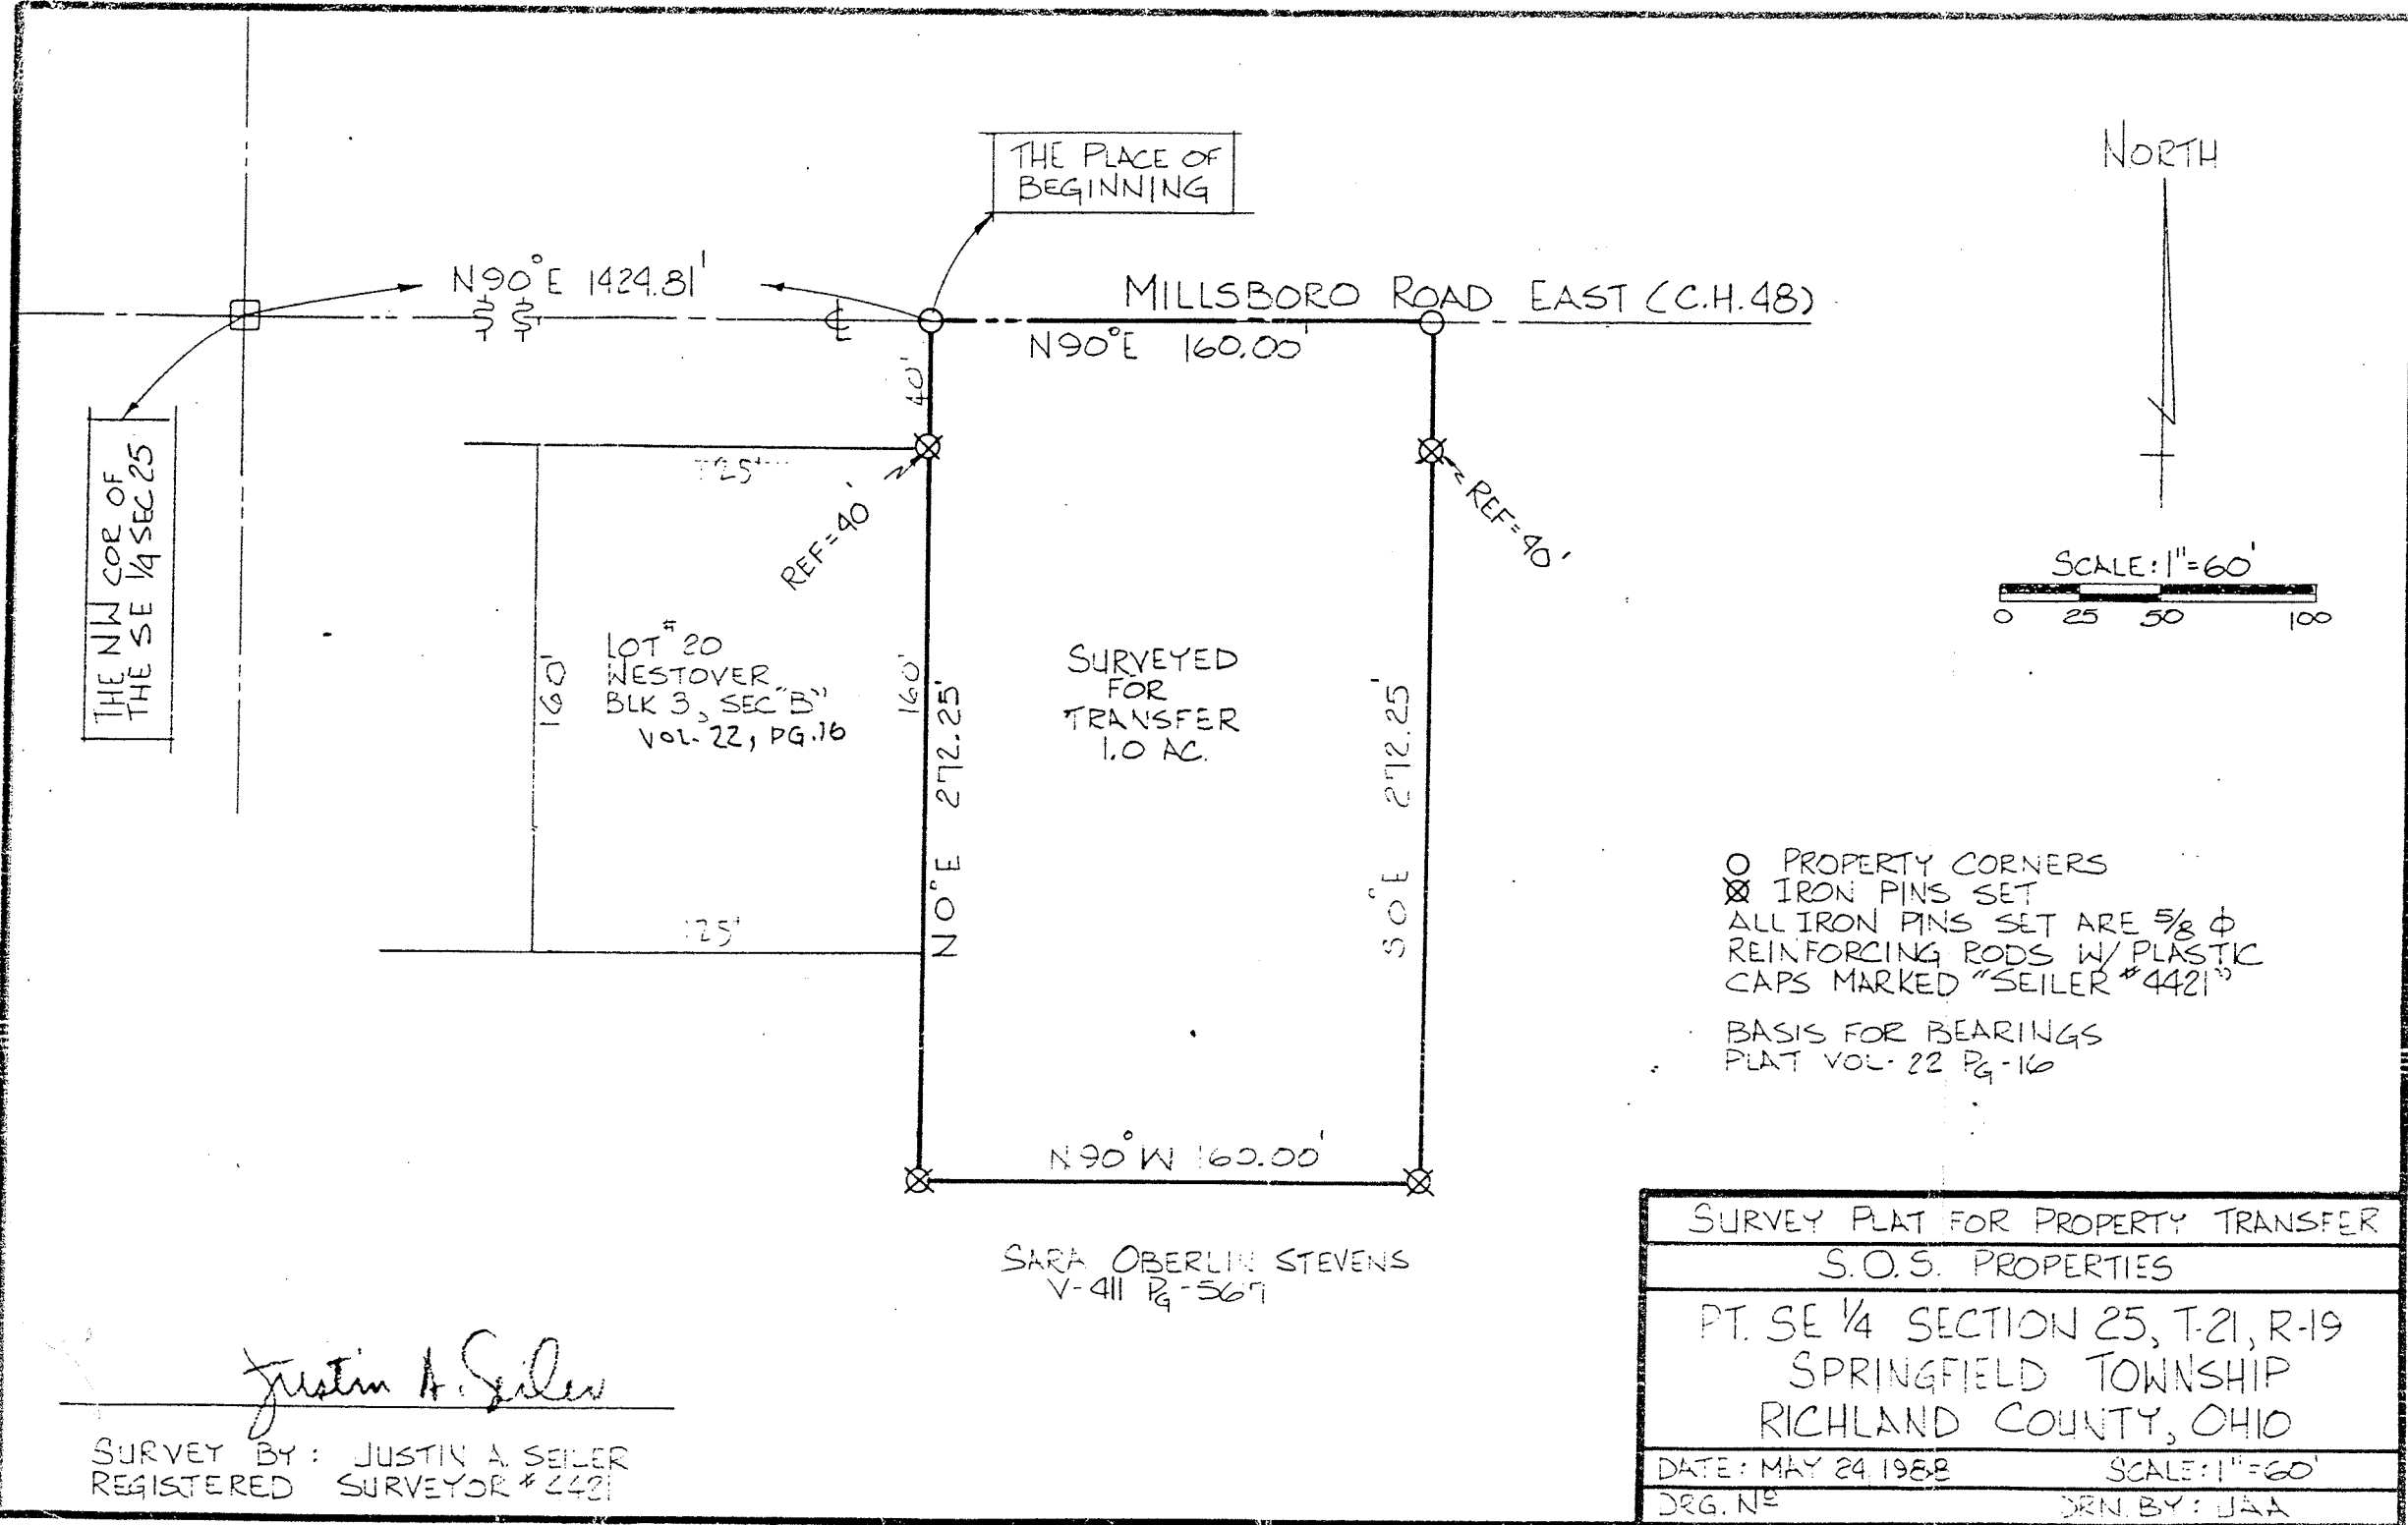 THE PLACE OF
BEGINNING
NORTH
N90°E 1424.81'
MILLSBORO ROAD EAST (C.H.48)
℄
N90°E 160.00'
40'
THE NW COR OF
THE SE 1/4 SEC 25
125'
REF=40'
REF=40'
SCALE: 1"=60'
0 25 50 100
160'
LOT #20
WESTOVER
BLK 3, SEC "B"
VOL. 22, PG.16
160'
N 0°E 272.25'
SURVEYED
FOR
TRANSFER
1.0 AC.
S 0°E 272.25'
125'
O PROPERTY CORNERS
⊗ IRON PINS SET
ALL IRON PINS SET ARE 5/8 ϕ
REINFORCING RODS W/ PLASTIC
CAPS MARKED "SEILER #4421"
BASIS FOR BEARINGS
PLAT VOL-22 PG-16
N90°W 160.00'
SARA OBERLIN STEVENS
V-411 PG-567
SURVEY PLAT FOR PROPERTY TRANSFER
S.O.S. PROPERTIES
PT. SE 1/4 SECTION 25, T-21, R-19
SPRINGFIELD TOWNSHIP
RICHLAND COUNTY, OHIO
DATE: MAY 24 1988 SCALE: 1"=60'
DRG. Nº DRN. BY: JAA
Justin A. Seiler
SURVEY BY: JUSTIN A. SEILER
REGISTERED SURVEYOR #4421